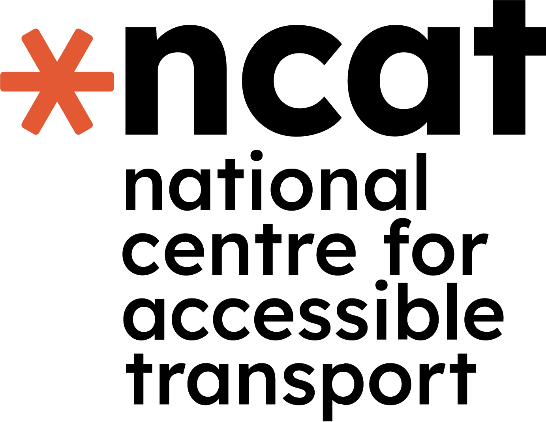 *ncat
national
centre for
accessible
transport